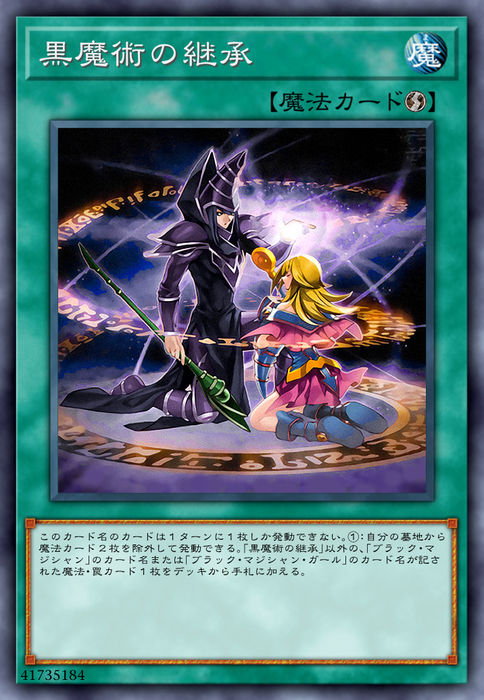 黒魔術の継承
魔
【魔法カード】
このカード名のカードは1ターンに1枚しか発動できない。①:自分の墓地から
魔法カード2枚を除外して発動できる。「黒魔術の継承」以外の、「ブラック・マ
ジシャン」のカード名または「ブラック・マジシャン・ガール」のカード名が記さ
れた魔法・罠カード1枚をデッキから手札に加える。
41735184